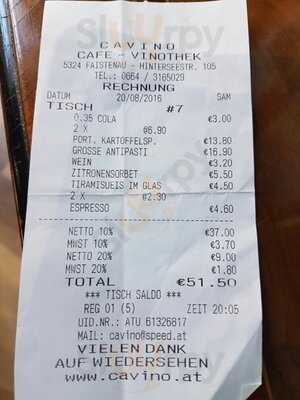 CAVINO
CAFE - VINOTHEK
5324 FAISTENAU - HINTERSEESTR. 105
TEL.: 0664 / 3165029
RECHNUNG
DATUM 20/08/2016 SAM
TISCH #7
0.35 COLA €3.00
2 X @6.90
PORT. KARTOFFELSP. €13.80
GROSSE ANTIPASTI €16.90
WEIN €3.20
ZITRONENSORBET €5.50
TIRAMISUEIS IM GLAS €4.50
2 X @2.30
ESPRESSO €4.60
NETTO 10% €37.00
MWST 10% €3.70
NETTO 20% €9.00
MWST 20% €1.80
TOTAL €51.50
*** TISCH SALDO ***
REG 01 (5) ZEIT 20:05
UID.NR.: ATU 61326817
MAIL: cavino@speed.at
VIELEN DANK
AUF WIEDERSEHEN
www.cavino.at